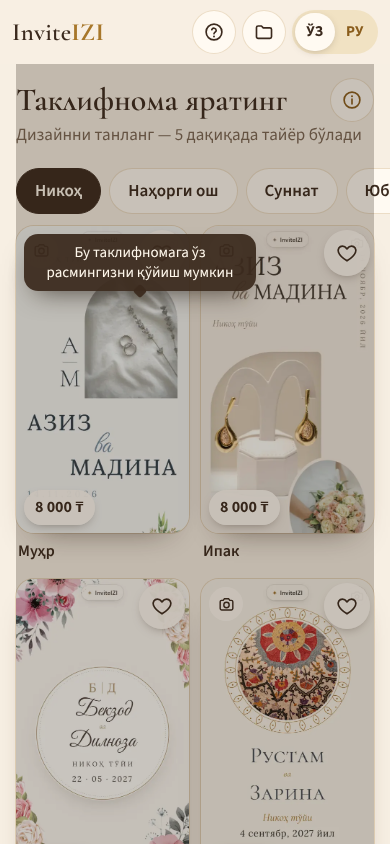 InviteIZI
ЎЗ
РУ
Таклифнома яратинг
Дизайнни танланг — 5 дақиқада тайёр бўлади
Никоҳ
Наҳорги ош
Суннат
Юб
Бу таклифномага ўз
расмингизни қўйиш мумкин
А
М
АЗИЗ
ва
МАДИНА
8 000 ₸
Муҳр
InviteIZI
ИЗ
ва МАДИНА
Никоҳ тўйи
8 000 ₸
Ипак
InviteIZI
Б | Д
Бекзод
ва
Дилноза
НИКОҲ ТЎЙИ
22 · 05 · 2027
InviteIZI
Рустам
ва
Зарина
Никоҳ тўйи
4 сентябр, 2027 йил